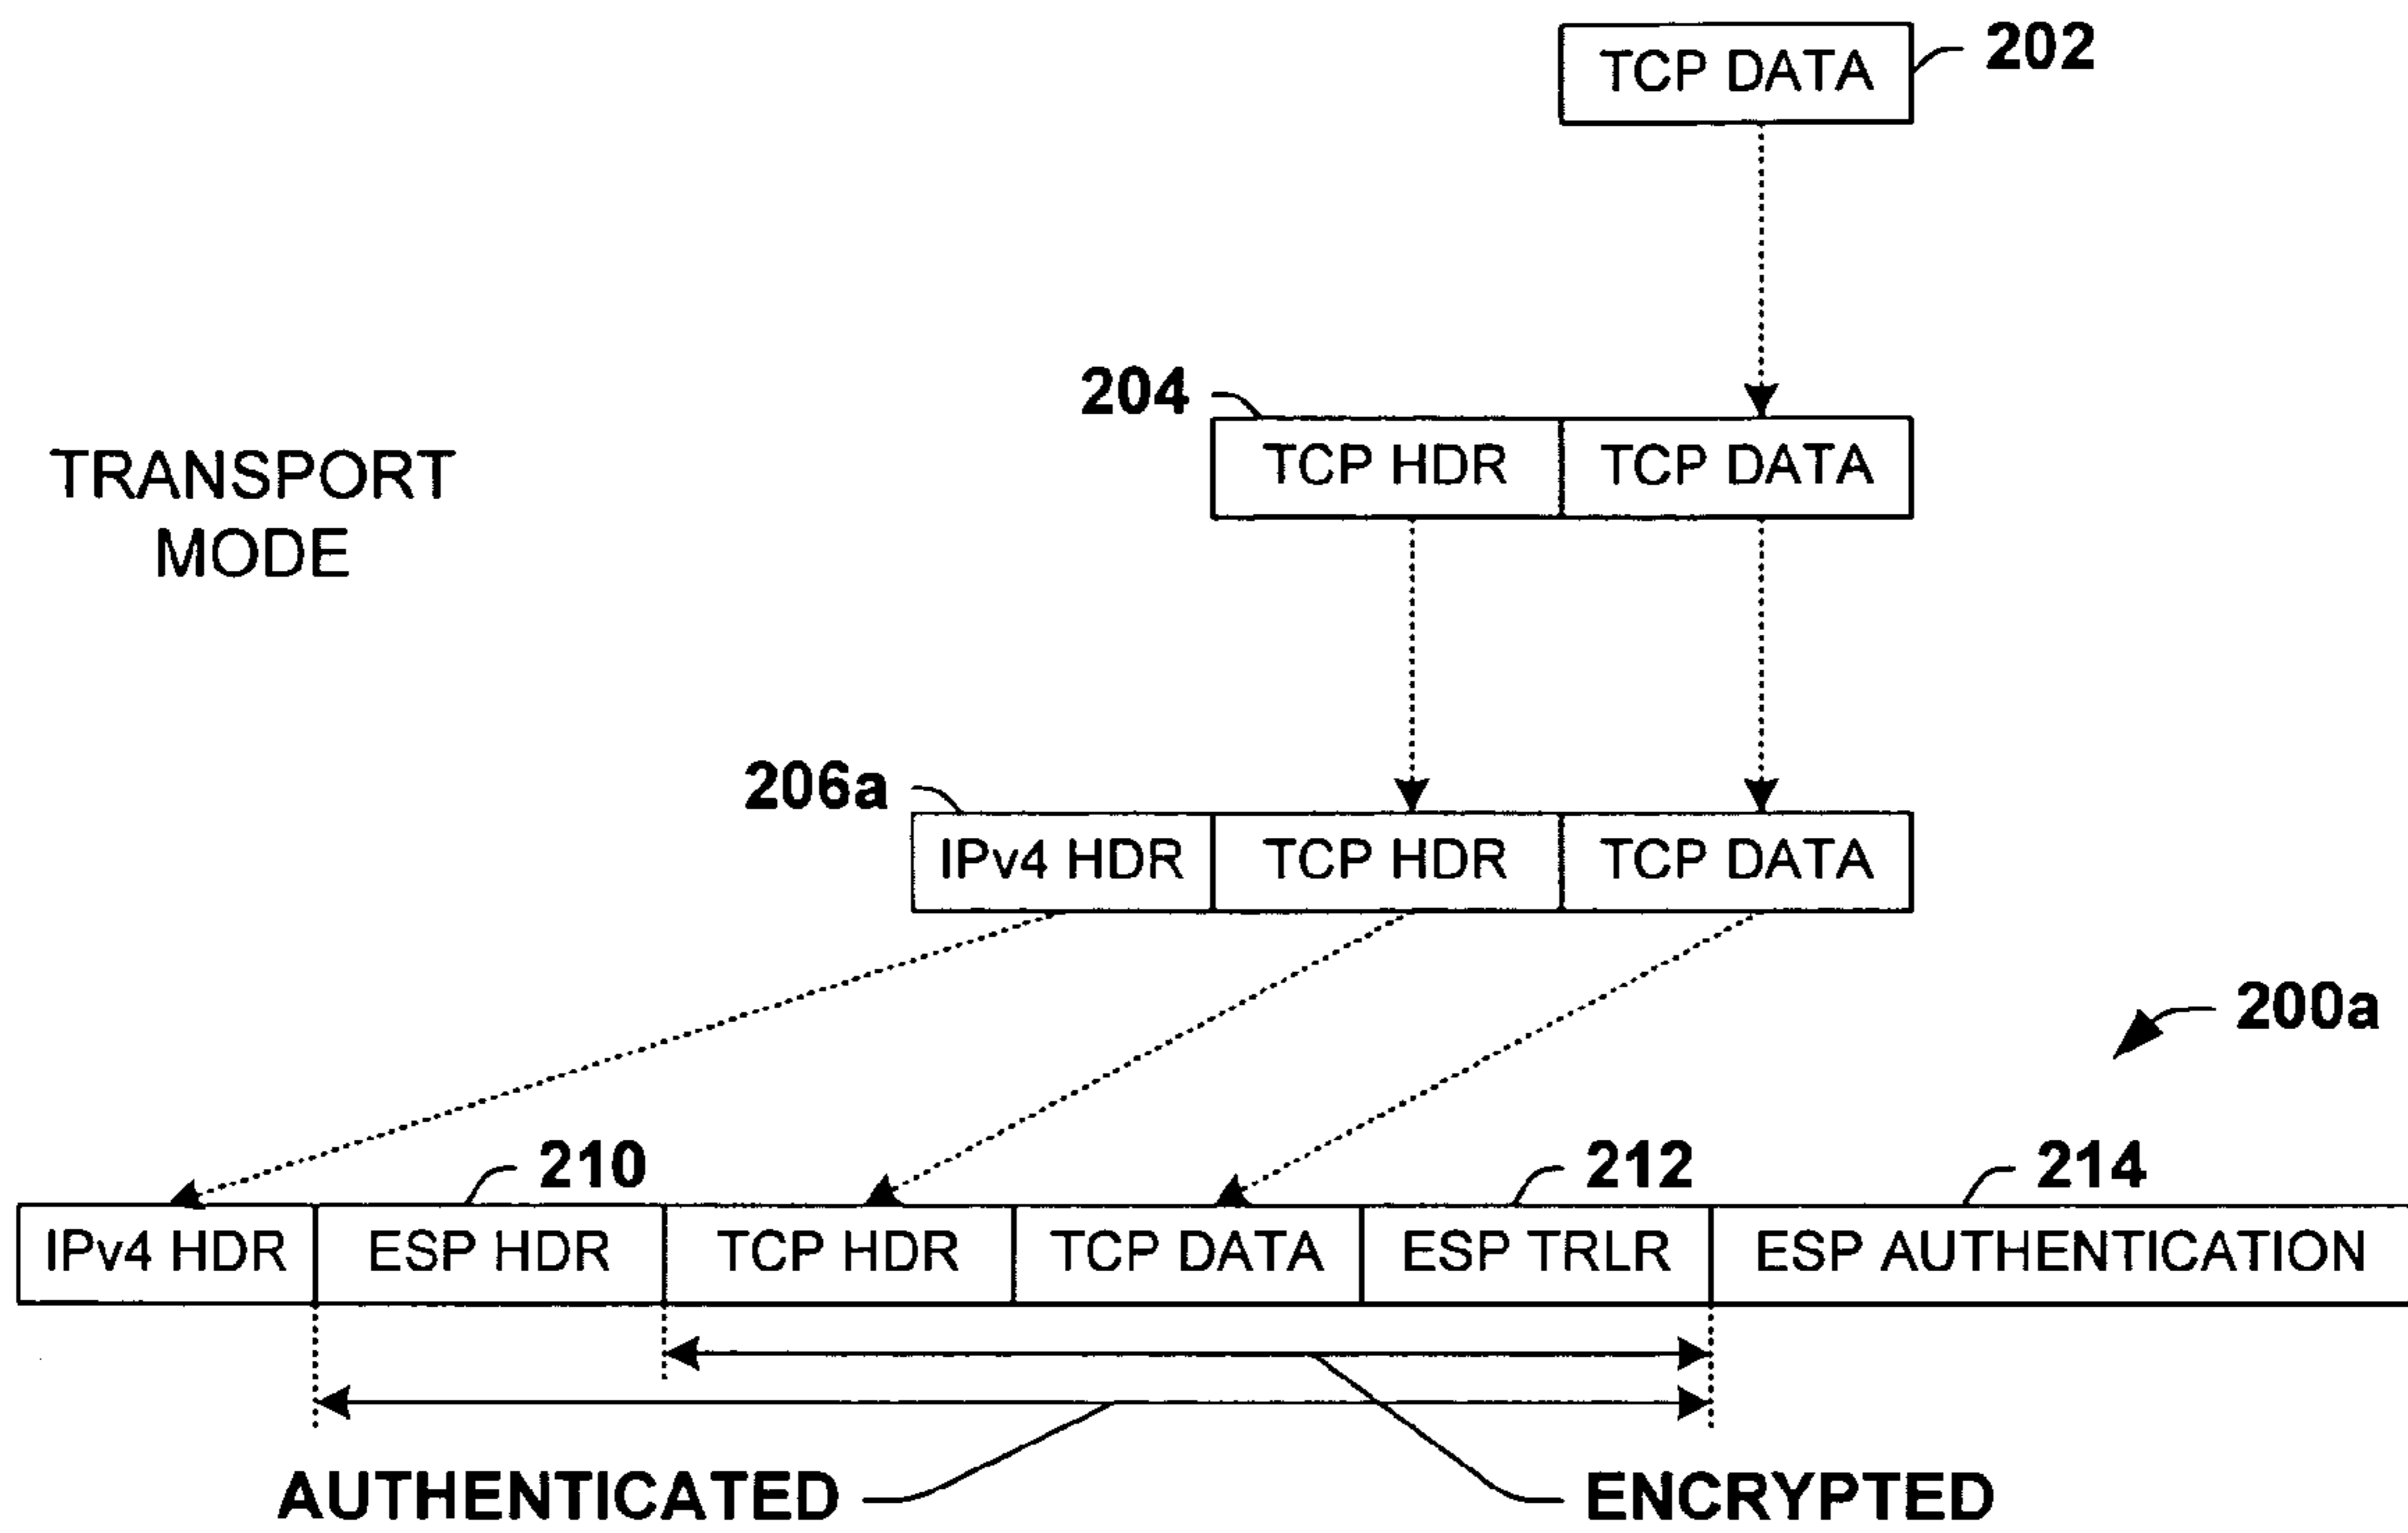 TCP DATA
202
204
TCP HDR
TCP DATA
TRANSPORT
MODE
206a
IPv4 HDR
TCP HDR
TCP DATA
200a
210
212
214
IPv4 HDR
ESP HDR
TCP HDR
TCP DATA
ESP TRLR
ESP AUTHENTICATION
AUTHENTICATED
ENCRYPTED